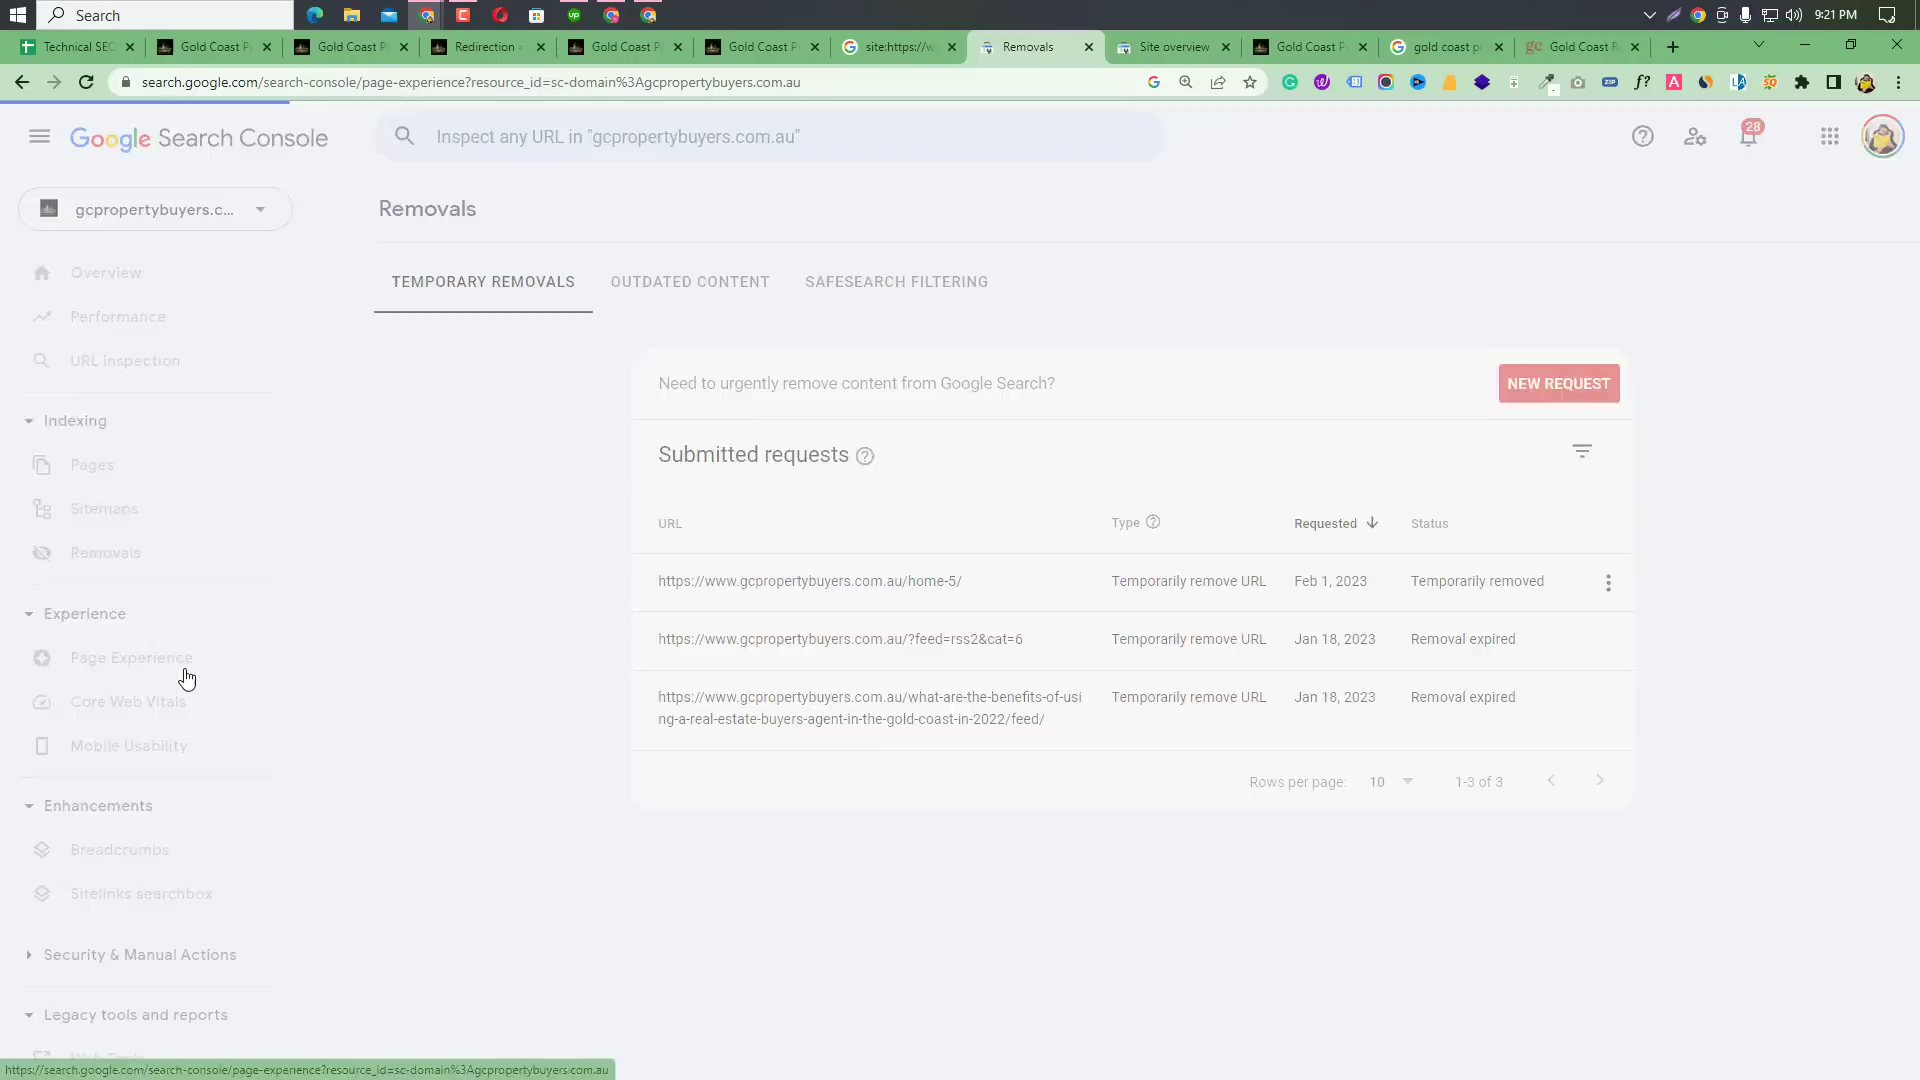 Search
9:21 PM
Technical SEO
Gold Coast P
Gold Coast P
Redirection
Gold Coast P
Gold Coast P
site:https://w
Removals
Site overview
Gold Coast P
gold coast p
Gold Coast R
search.google.com/search-console/page-experience?resource_id=sc-domain%3Agcpropertybuyers.com.au
Google Search Console
Inspect any URL in "gcpropertybuyers.com.au"
28
gcpropertybuyers.c...
Removals
Overview
Performance
URL inspection
Indexing
Pages
Sitemaps
Removals
Experience
Page Experience
Core Web Vitals
Mobile Usability
Enhancements
Breadcrumbs
Sitelinks searchbox
Security & Manual Actions
Legacy tools and reports
TEMPORARY REMOVALS
OUTDATED CONTENT
SAFESEARCH FILTERING
Need to urgently remove content from Google Search?
NEW REQUEST
Submitted requests
URL
Type
Requested
Status
https://www.gcpropertybuyers.com.au/home-5/
Temporarily remove URL
Feb 1, 2023
Temporarily removed
https://www.gcpropertybuyers.com.au/?feed=rss2&cat=6
Temporarily remove URL
Jan 18, 2023
Removal expired
https://www.gcpropertybuyers.com.au/what-are-the-benefits-of-usi
ng-a-real-estate-buyers-agent-in-the-gold-coast-in-2022/feed/
Temporarily remove URL
Jan 18, 2023
Removal expired
Rows per page:
10
1-3 of 3
https://search.google.com/search-console/page-experience?resource_id=sc-domain%3Agcpropertybuyers.com.au